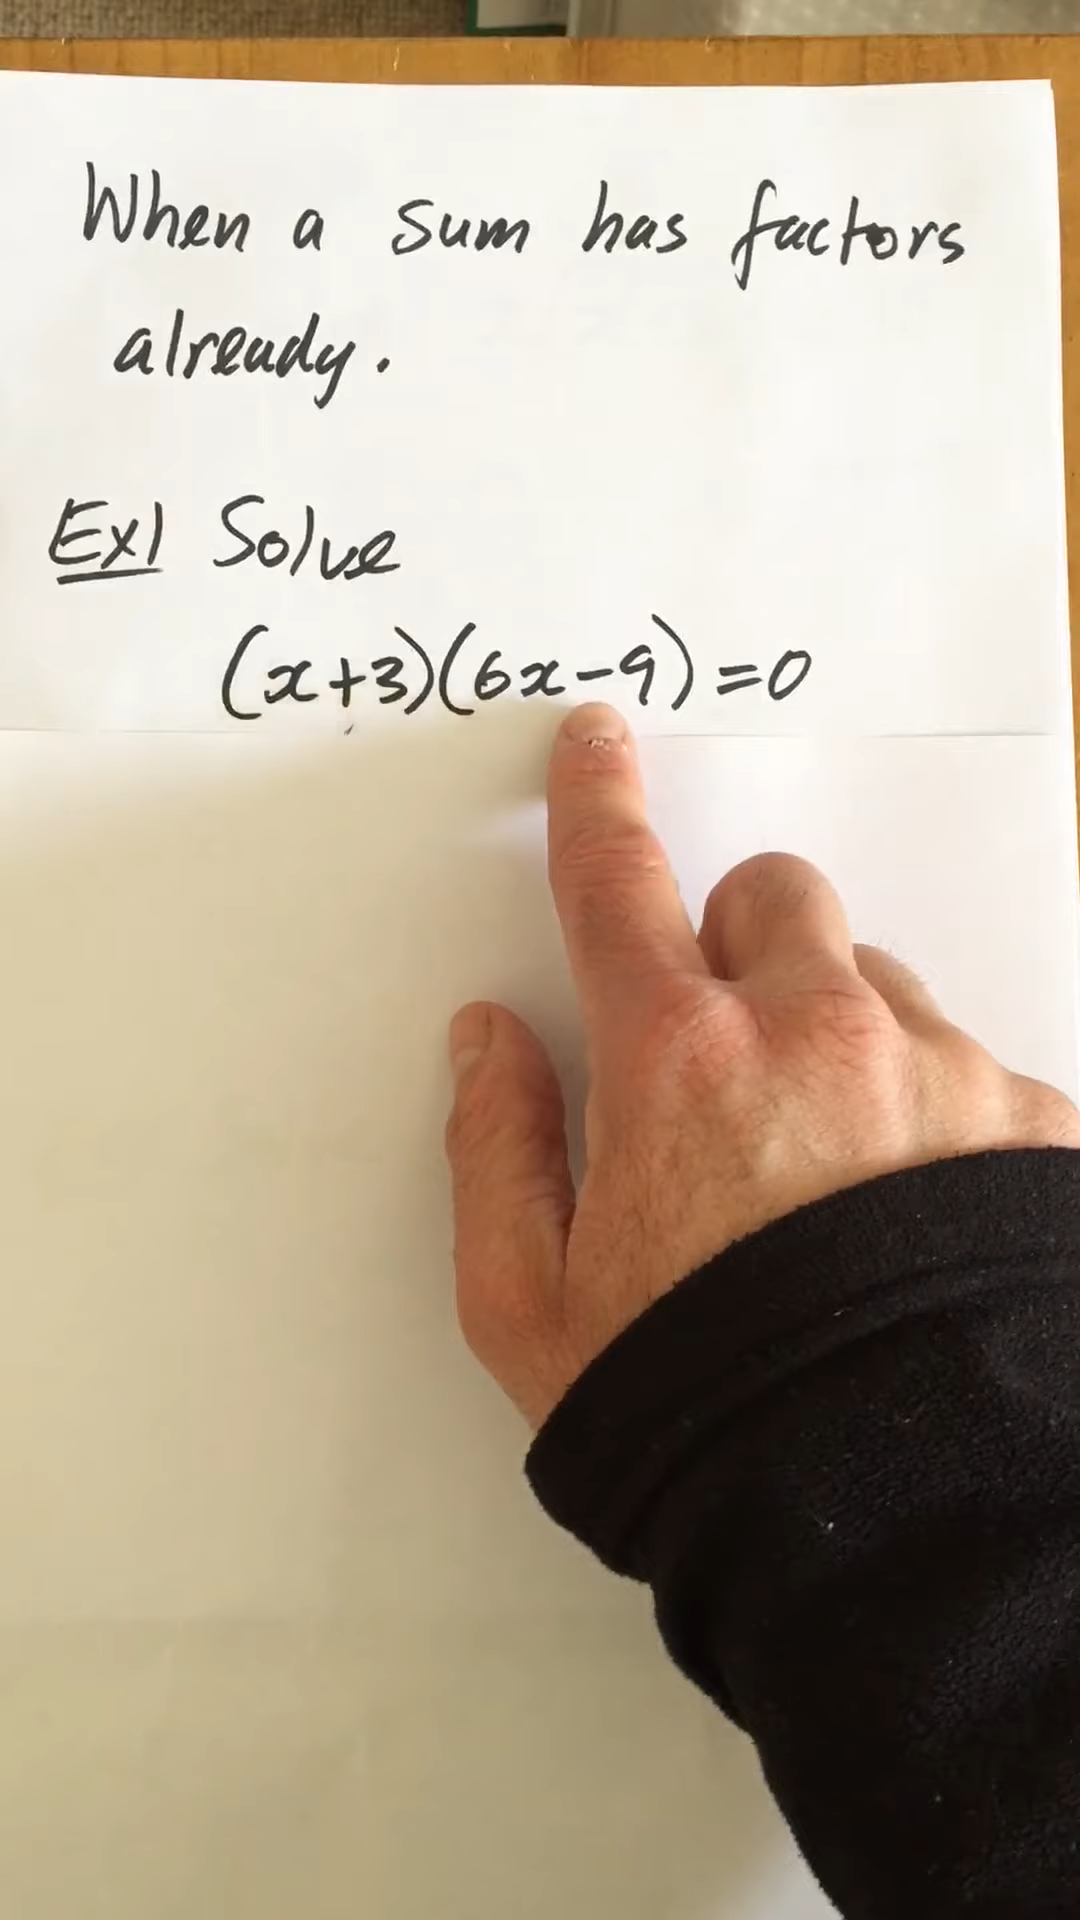 When a sum has factors
already.
Ex1 Solve
(x+3)(6x-9)=0